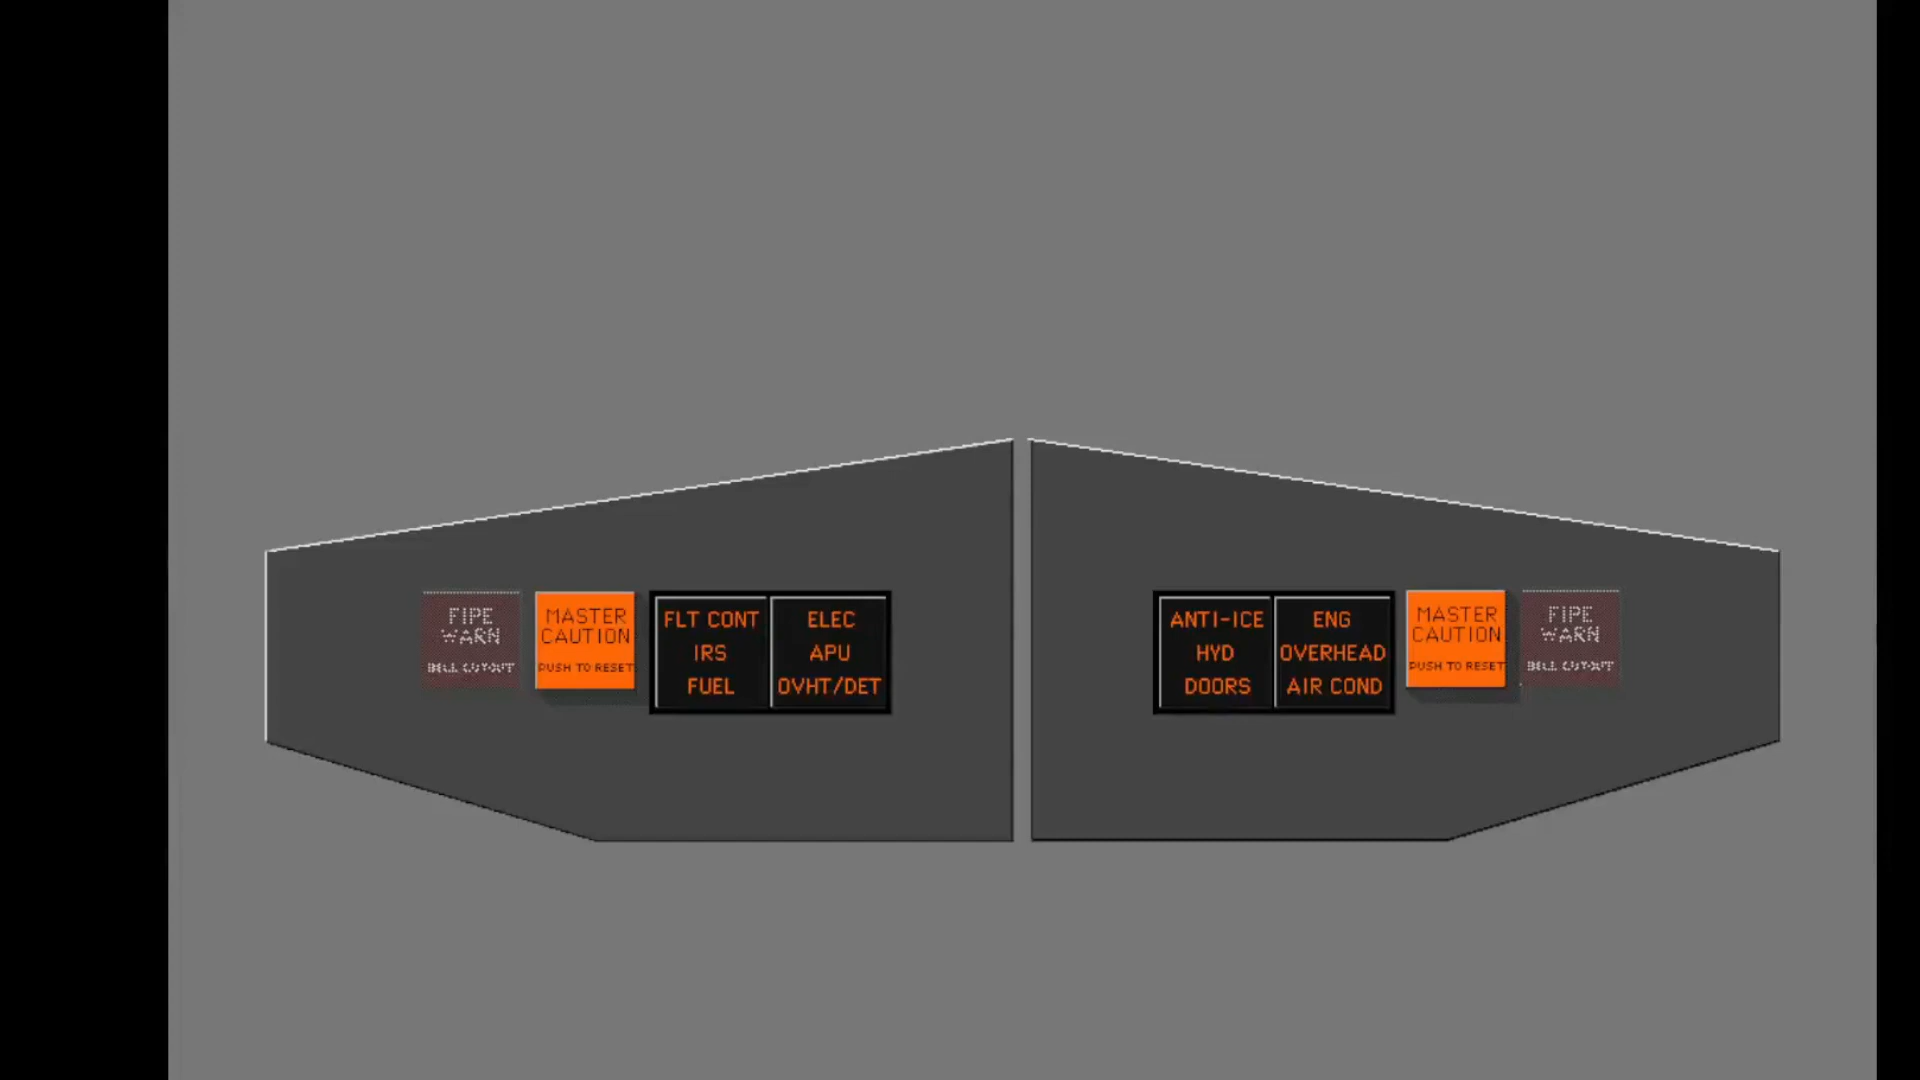 FIRE
WARN
BELL CUTOUT
MASTER
CAUTION
PUSH TO RESET
FLT CONT
IRS
FUEL
ELEC
APU
OVHT/DET
ANTI-ICE
HYD
DOORS
ENG
OVERHEAD
AIR COND
MASTER
CAUTION
PUSH TO RESET
FIRE
WARN
BELL CUTOUT